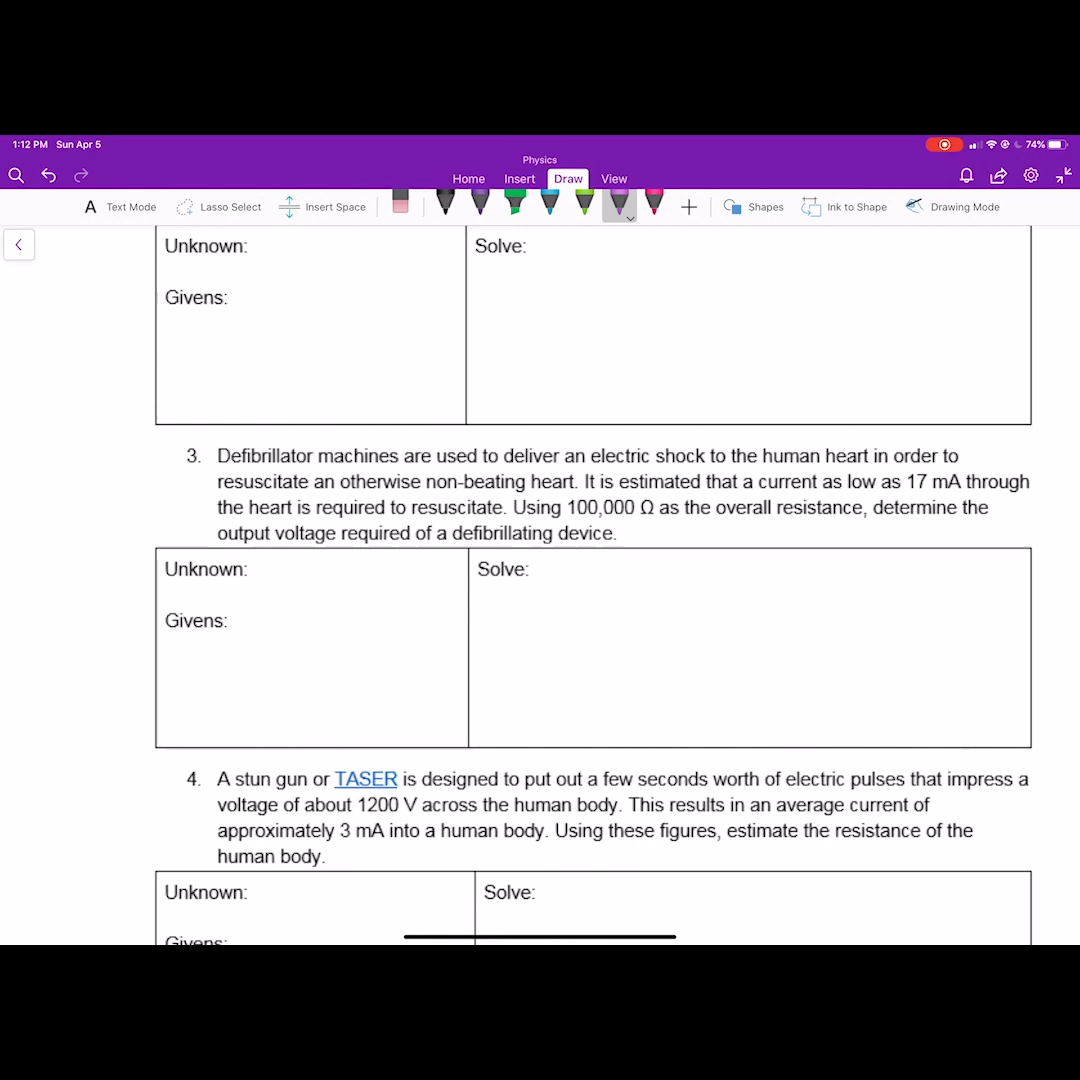 1:12 PM Sun Apr 5
74%
Physics
Home Insert Draw View
A Text Mode Lasso Select Insert Space Shapes Ink to Shape Drawing Mode
Unknown: Solve:
Givens:
3. Defibrillator machines are used to deliver an electric shock to the human heart in order to
resuscitate an otherwise non-beating heart. It is estimated that a current as low as 17 mA through
the heart is required to resuscitate. Using 100,000 Ω as the overall resistance, determine the
output voltage required of a defibrillating device.
Unknown: Solve:
Givens:
4. A stun gun or TASER is designed to put out a few seconds worth of electric pulses that impress a
voltage of about 1200 V across the human body. This results in an average current of
approximately 3 mA into a human body. Using these figures, estimate the resistance of the
human body.
Unknown: Solve:
Givens: